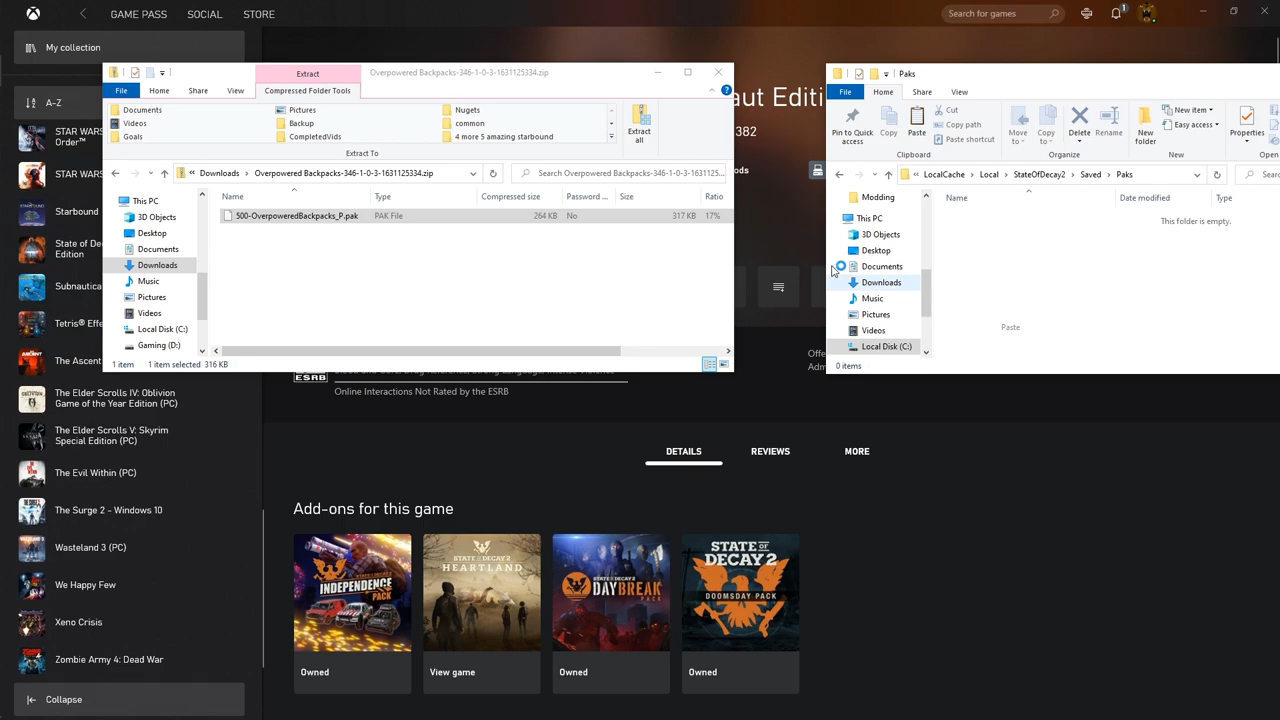 GAME PASS
SOCIAL
STORE
Search for games
1
My collection
A-Z
STAR WARS
Order™
STAR WAR
Starbound
State of Dec
Edition
Subnautica
Tetris® Effe
The Ascent
The Elder Scrolls IV: Oblivion
Game of the Year Edition (PC)
The Elder Scrolls V: Skyrim
Special Edition (PC)
The Evil Within (PC)
The Surge 2 - Windows 10
Wasteland 3 (PC)
We Happy Few
Xeno Crisis
Zombie Army 4: Dead War
Collapse
Extract
Overpowered Backpacks-346-1-0-3-1631125334.zip
File
Home
Share
View
Compressed Folder Tools
Documents
Pictures
Nugets
Videos
Backup
common
Goals
CompletedVids
4 more 5 amazing starbound
Extract
all
Extract To
« Downloads > Overpowered Backpacks-346-1-0-3-1631125334.zip
Search Overpowered Backpacks-346-1-0-3-1631125...
Name
Type
Compressed size
Password ...
Size
Ratio
500-OverpoweredBackpacks_P.pak
PAK File
264 KB
No
317 KB
17%
This PC
3D Objects
Desktop
Documents
Downloads
Music
Pictures
Videos
Local Disk (C:)
Gaming (D:)
1 item
1 item selected 316 KB
aut Editi
382
ods
Offe
Adm
ESRB
Online Interactions Not Rated by the ESRB
Paks
File
Home
Share
View
Pin to Quick
access
Copy
Paste
Cut
Copy path
Paste shortcut
Move
to
Copy
to
Delete
Rename
New
folder
New item
Easy access
Properties
Open
Clipboard
Organize
New
Open
« LocalCache > Local > StateOfDecay2 > Saved > Paks
Searc
Name
Date modified
Type
This folder is empty.
Paste
Modding
This PC
3D Objects
Desktop
Documents
Downloads
Music
Pictures
Videos
Local Disk (C:)
0 items
DETAILS
REVIEWS
MORE
Add-ons for this game
STATE OF DECAY 2
INDEPENDENCE
PACK
STATE OF DECAY 2
HEARTLAND
STATE OF DECAY 2
DAYBREAK
PACK
STATE OF
DECAY 2
DOOMSDAY PACK
Owned
View game
Owned
Owned